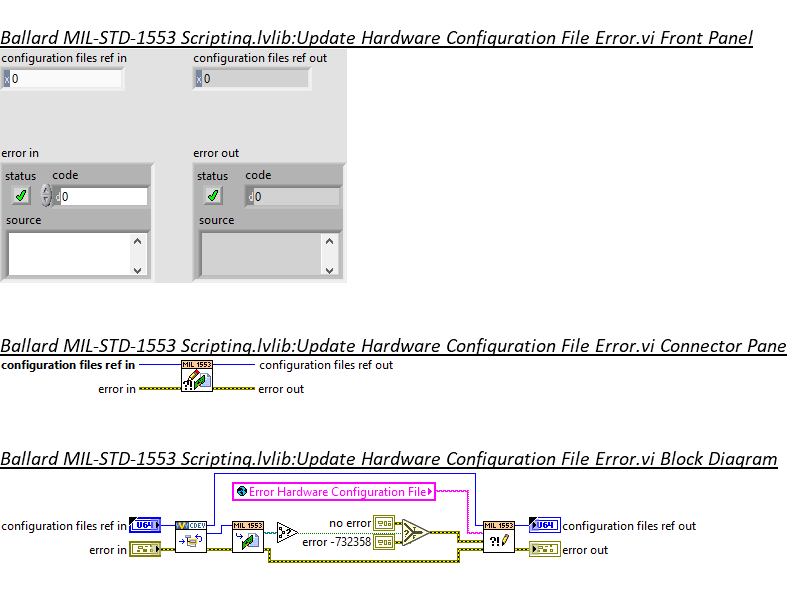 Ballard MIL-STD-1553 Scripting.lvlib:Update Hardware Configuration File Error.vi Front Panel
configuration files ref in
configuration files ref out
x 0
x 0
error in
error out
status
code
status
code
d 0
d 0
source
source
Ballard MIL-STD-1553 Scripting.lvlib:Update Hardware Configuration File Error.vi Connector Pane
configuration files ref in
MIL 1553
configuration files ref out
?!
error in
error out
Ballard MIL-STD-1553 Scripting.lvlib:Update Hardware Configuration File Error.vi Block Diagram
Error Hardware Configuration File
configuration files ref in
U64
CDEV
MIL 1553
no error
MIL 1553
U64
configuration files ref out
error in
error -732358
?
?!
error out